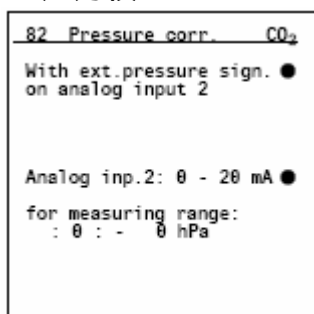 82 Pressure corr. CO₂
With ext.pressure sign. ●
on analog input 2
Analog inp.2: 0 - 20 mA ●
for measuring range:
: 0 : - 0 hPa